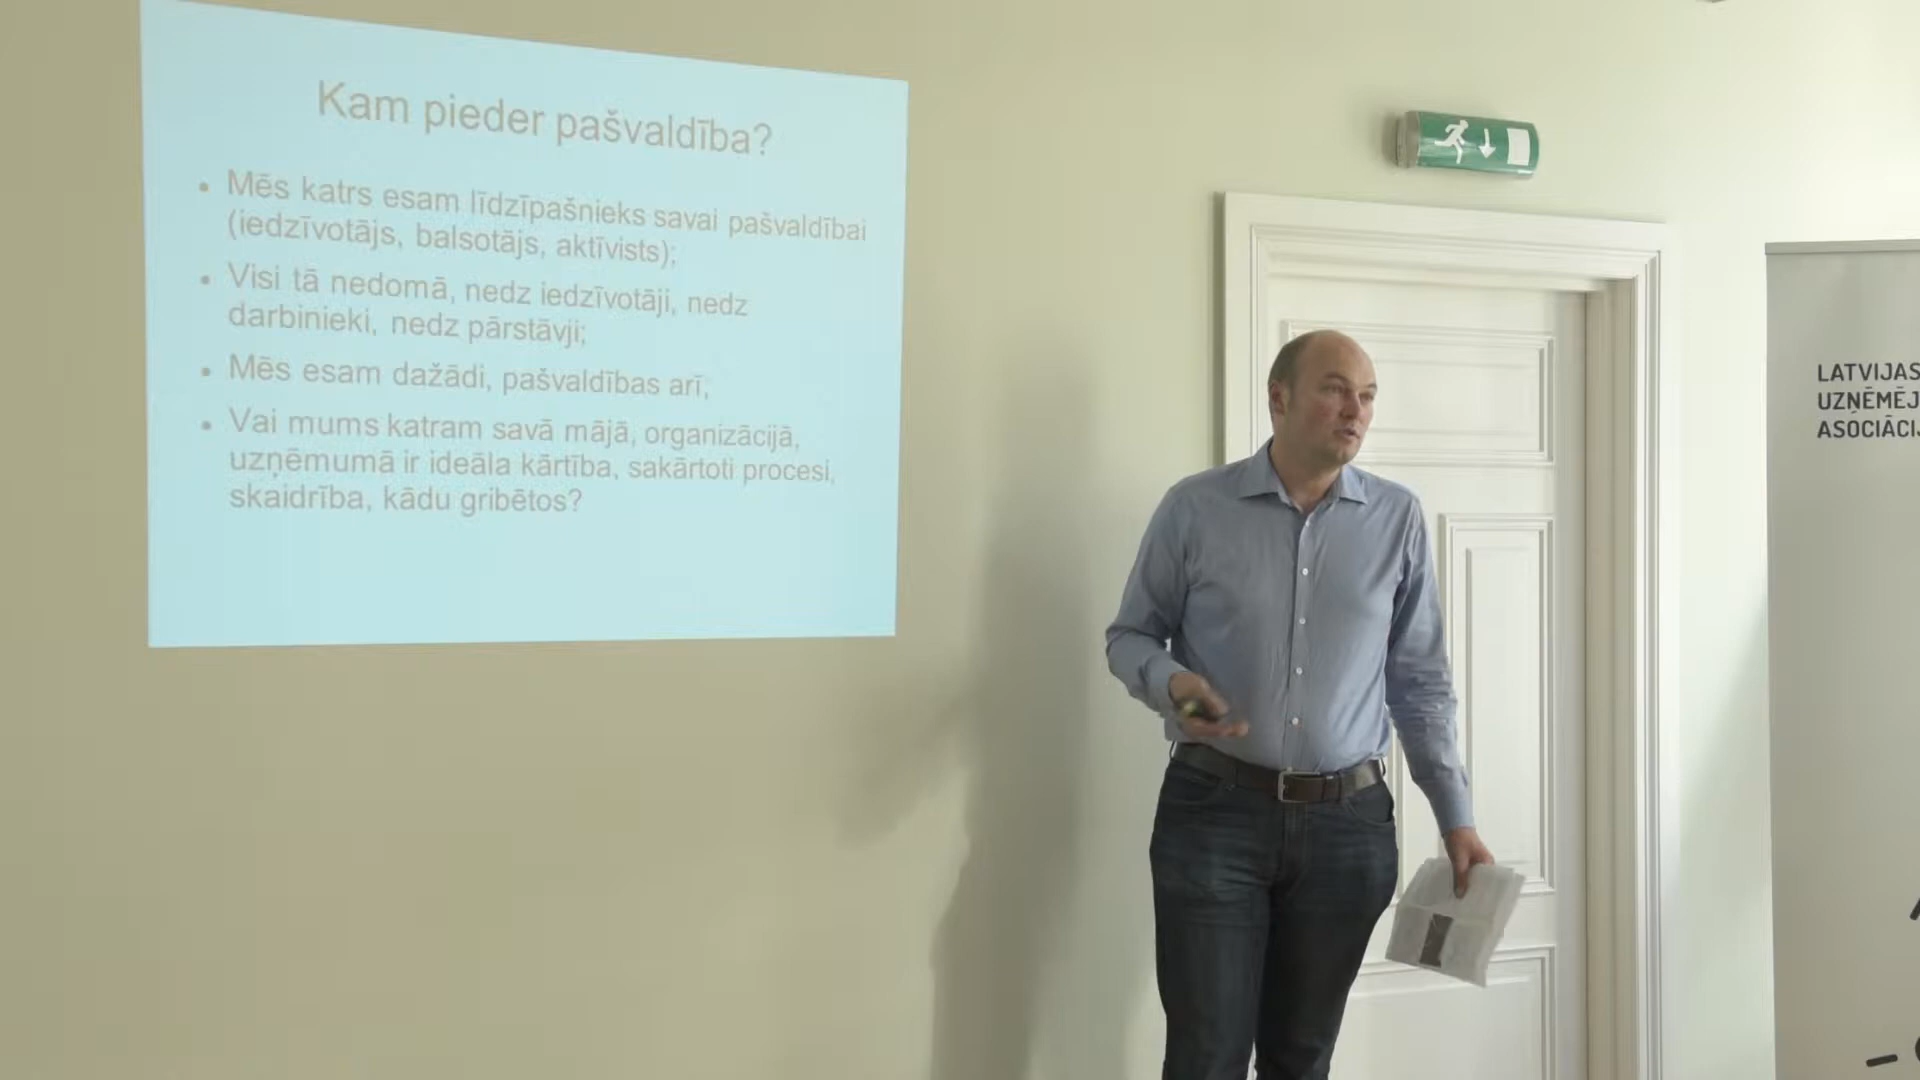 Kam pieder pašvaldība?
Mēs katrs esam līdzīpašnieks savai pašvaldībai
(iedzīvotājs, balsotājs, aktīvists);
Visi tā nedomā, nedz iedzīvotāji, nedz
darbinieki, nedz pārstāvji;
Mēs esam dažādi, pašvaldības arī,
Vai mums katram savā mājā, organizācijā,
uzņēmumā ir ideāla kārtība, sakārtoti procesi,
skaidrība, kādu gribētos?
LATVIJAS
UZŅĒMĒJ
ASOCIĀCIJ